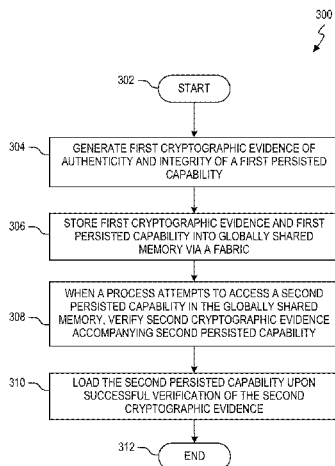 300
302
START
304
GENERATE FIRST CRYPTOGRAPHIC EVIDENCE OF
AUTHENTICITY AND INTEGRITY OF A FIRST PERSISTED
CAPABILITY
306
STORE FIRST CRYPTOGRAPHIC EVIDENCE AND FIRST
PERSISTED CAPABILITY INTO GLOBALLY SHARED
MEMORY VIA A FABRIC
308
WHEN A PROCESS ATTEMPTS TO ACCESS A SECOND
PERSISTED CAPABILITY IN THE GLOBALLY SHARED
MEMORY, VERIFY SECOND CRYPTOGRAPHIC EVIDENCE
ACCOMPANYING SECOND PERSISTED CAPABILITY
310
LOAD THE SECOND PERSISTED CAPABILITY UPON
SUCCESSFUL VERIFICATION OF THE SECOND
CRYPTOGRAPHIC EVIDENCE
312
END